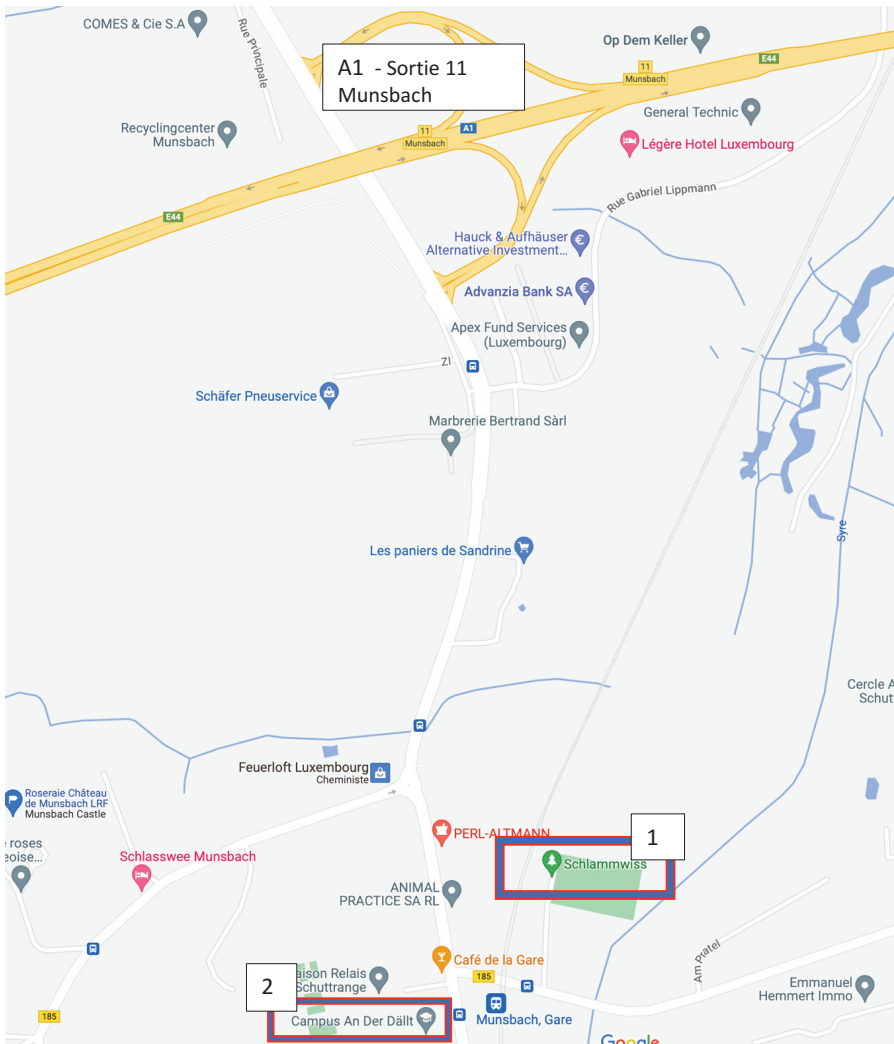 COMES & Cie S.A
Rue Principale
A1 - Sortie 11
Munsbach
Op Dem Keller
E44
11
Munsbach
General Technic
Recyclingcenter
Munsbach
11
A1
Munsbach
Légère Hotel Luxembourg
Rue Gabriel Lippmann
E44
Hauck & Aufhäuser
Alternative Investment...
Advanzia Bank SA
Apex Fund Services
(Luxembourg)
ZI
Schäfer Pneuservice
Marbrerie Bertrand Sàrl
Les paniers de Sandrine
Syre
Cercle A
Schut
Feuerloft Luxembourg
Cheministe
Roseraie Château
de Munsbach LRF
Munsbach Castle
PERL-ALTMANN
1
roses
eoise...
Schlasswee Munsbach
Schlammwiss
ANIMAL
PRACTICE SA RL
Café de la Gare
Am Pratel
185
2
aison Relais
Schuttrange
Emmanuel
Hemmert Immo
185
Campus An Der Dällt
Munsbach, Gare
Google